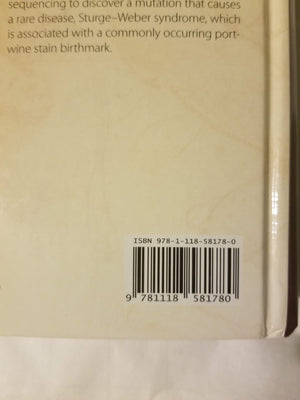 sequencing to discover a mutation that causes
a rare disease, Sturge–Weber syndrome, which
is associated with a commonly occurring port-
wine stain birthmark.
ISBN 978-1-118-58178-0
9 781118 581780